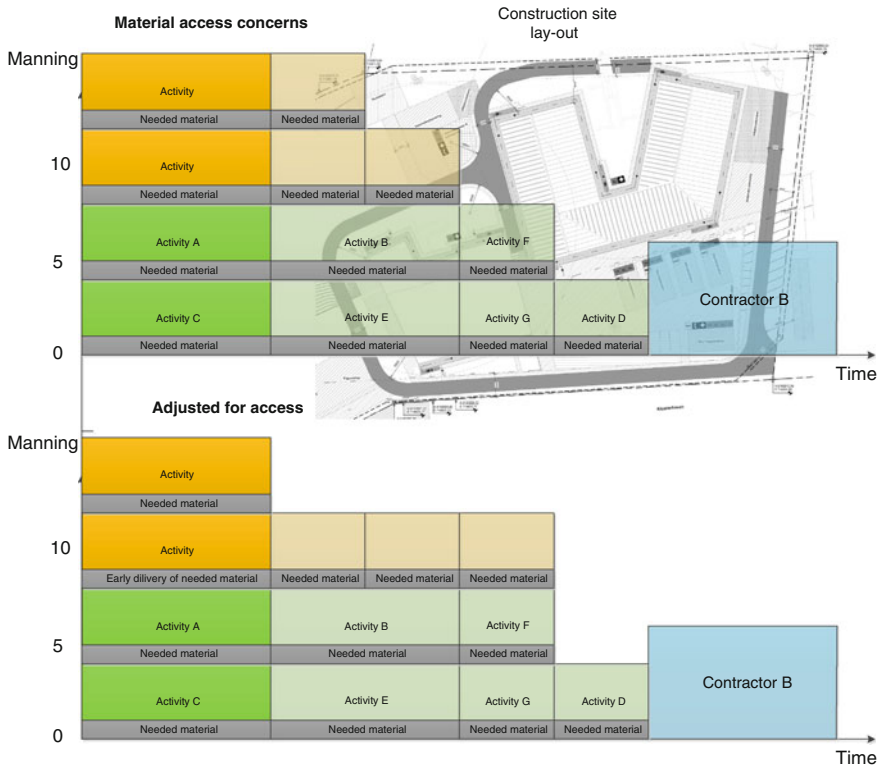 Material access concerns
Construction site
lay-out
Manning
Activity
Needed material
Needed material
10
Activity
Needed material
Needed material
Needed material
Activity A
Activity B
Activity F
5
Needed material
Needed material
Needed material
Activity C
Activity E
Activity G
Activity D
Contractor B
0
Needed material
Needed material
Needed material
Needed material
Time
Adjusted for access
Manning
Activity
Needed material
10
Activity
Early dilivery of needed material
Needed material
Needed material
Needed material
Activity A
Activity B
Activity F
5
Needed material
Needed material
Needed material
Activity C
Activity E
Activity G
Activity D
Contractor B
0
Needed material
Needed material
Needed material
Needed material
Time